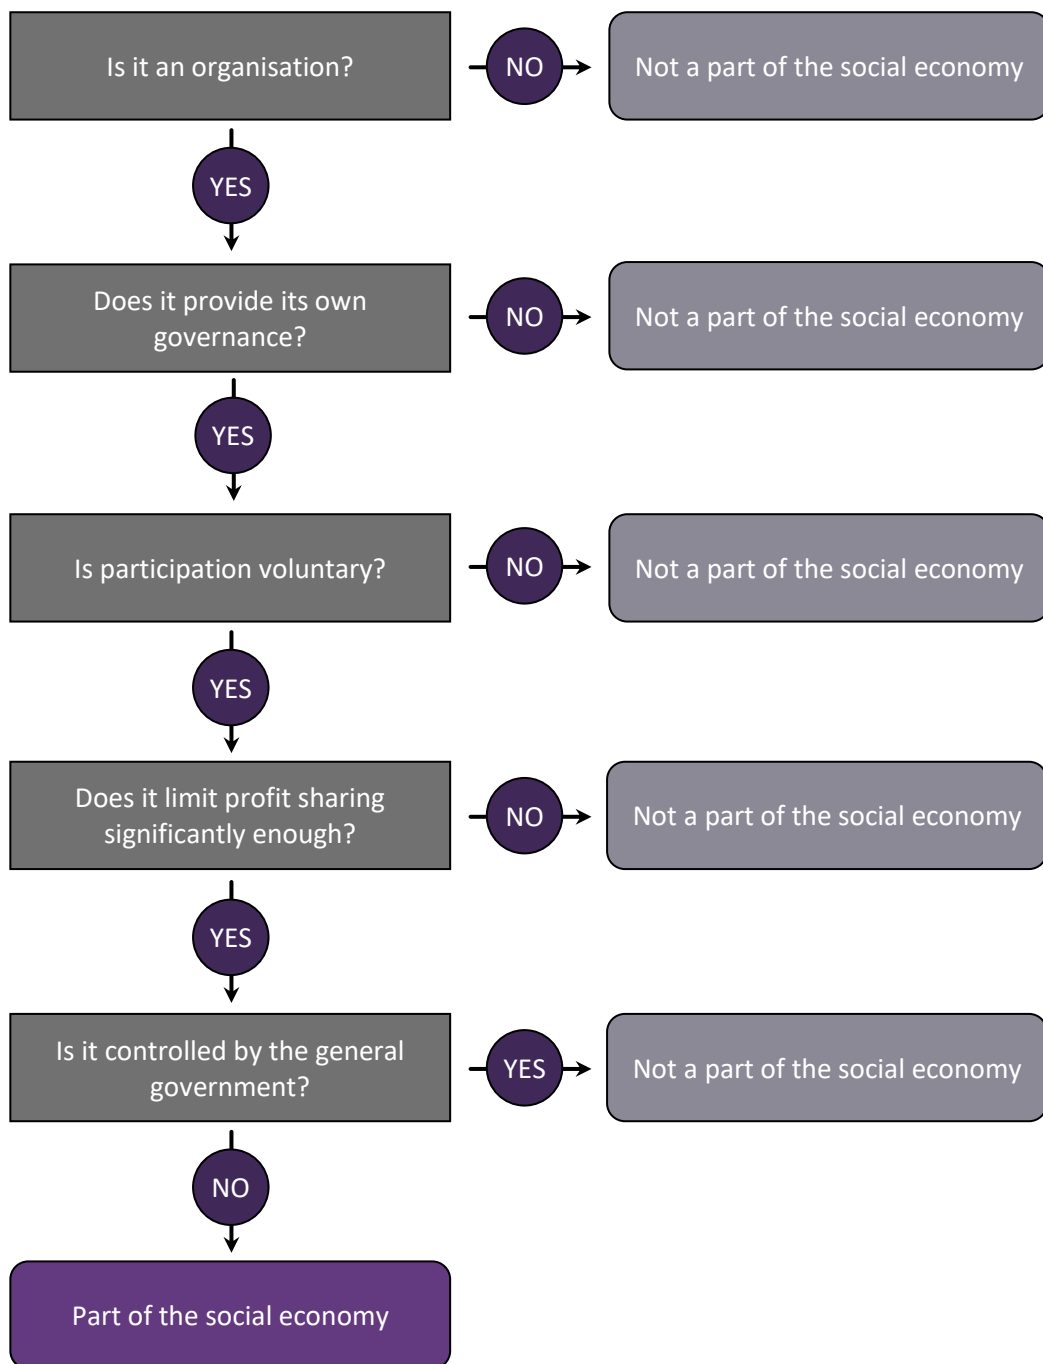 Is it an organisation?
NO
Not a part of the social economy
YES
Does it provide its own
governance?
NO
Not a part of the social economy
YES
Is participation voluntary?
NO
Not a part of the social economy
YES
Does it limit profit sharing
significantly enough?
NO
Not a part of the social economy
YES
Is it controlled by the general
government?
YES
Not a part of the social economy
NO
Part of the social economy